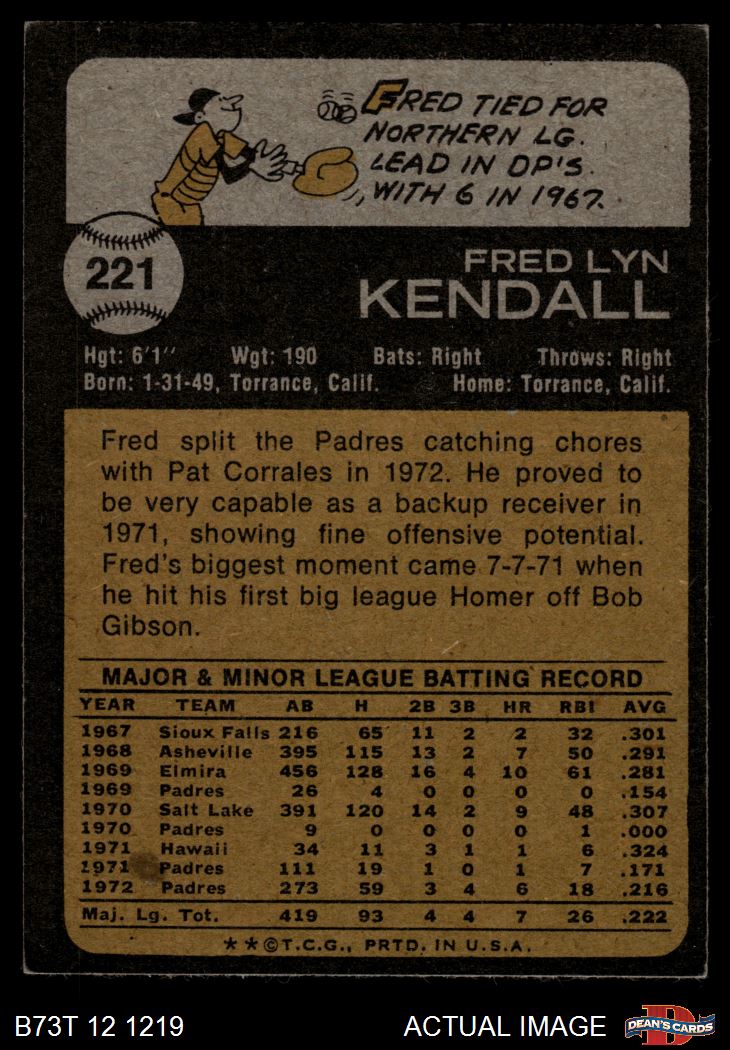 FRED TIED FOR
NORTHERN LG.
LEAD IN DP'S
WITH 6 IN 1967.
221
FRED LYN
KENDALL
Hgt: 6'1" Wgt: 190 Bats: Right Throws: Right
Born: 1-31-49, Torrance, Calif. Home: Torrance, Calif.
Fred split the Padres catching chores
with Pat Corrales in 1972. He proved to
be very capable as a backup receiver in
1971, showing fine offensive potential.
Fred's biggest moment came 7-7-71 when
he hit his first big league Homer off Bob
Gibson.
MAJOR & MINOR LEAGUE BATTING RECORD
YEAR TEAM AB H 2B 3B HR RBI AVG
1967 Sioux Falls 216 65 11 2 2 32 .301
1968 Asheville 395 115 13 2 7 50 .291
1969 Elmira 456 128 16 4 10 61 .281
1969 Padres 26 4 0 0 0 0 .154
1970 Salt Lake 391 120 14 2 9 48 .307
1970 Padres 9 0 0 0 0 1 .000
1971 Hawaii 34 11 3 1 1 6 .324
1971 Padres 111 19 1 0 1 7 .171
1972 Padres 273 59 3 4 6 18 .216
Maj. Lg. Tot. 419 93 4 4 7 26 .222
**©T.C.G., PRTD. IN U.S.A.
B73T 12 1219 ACTUAL IMAGE D DEAN'S CARDS